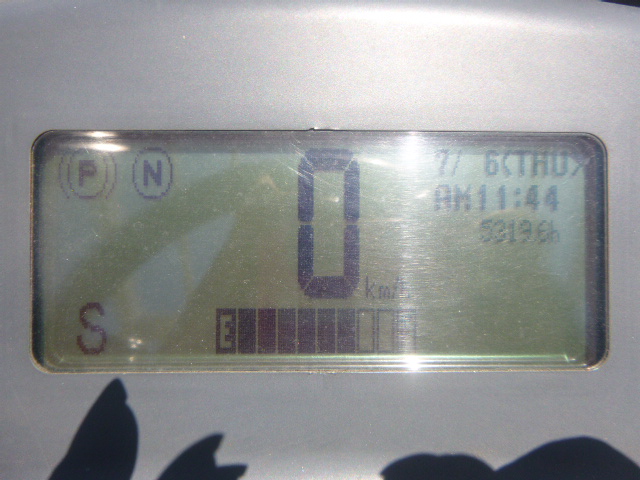 P N
0 km/h
7/ 6(THU)
AM11:44
5319.6h
S
E